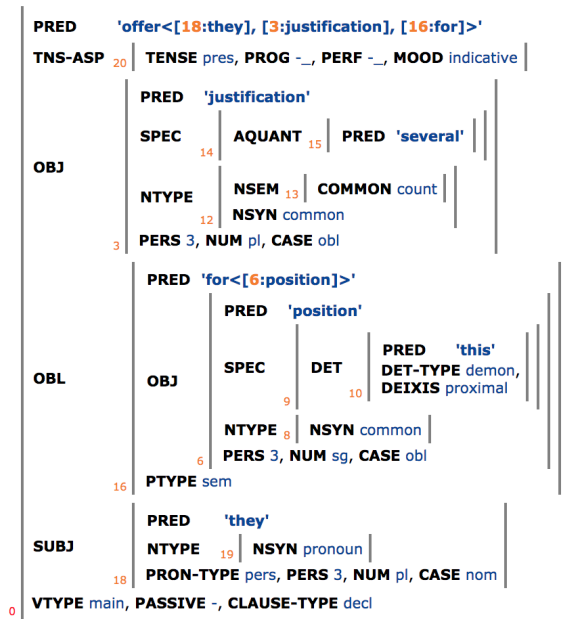 PRED 'offer<[18:they], [3:justification], [16:for]>'
TNS-ASP 20 TENSE pres, PROG -_, PERF -_, MOOD indicative
PRED 'justification'
SPEC 14 AQUANT 15 PRED 'several'
OBJ
NTYPE 12 NSEM 13 COMMON count
NSYN common
3 PERS 3, NUM pl, CASE obl
PRED 'for<[6:position]>'
PRED 'position'
PRED 'this'
OBL OBJ SPEC 9 DET 10 DET-TYPE demon,
DEIXIS proximal
NTYPE 8 NSYN common
6 PERS 3, NUM sg, CASE obl
16 PTYPE sem
PRED 'they'
SUBJ NTYPE 19 NSYN pronoun
18 PRON-TYPE pers, PERS 3, NUM pl, CASE nom
0 VTYPE main, PASSIVE -, CLAUSE-TYPE decl